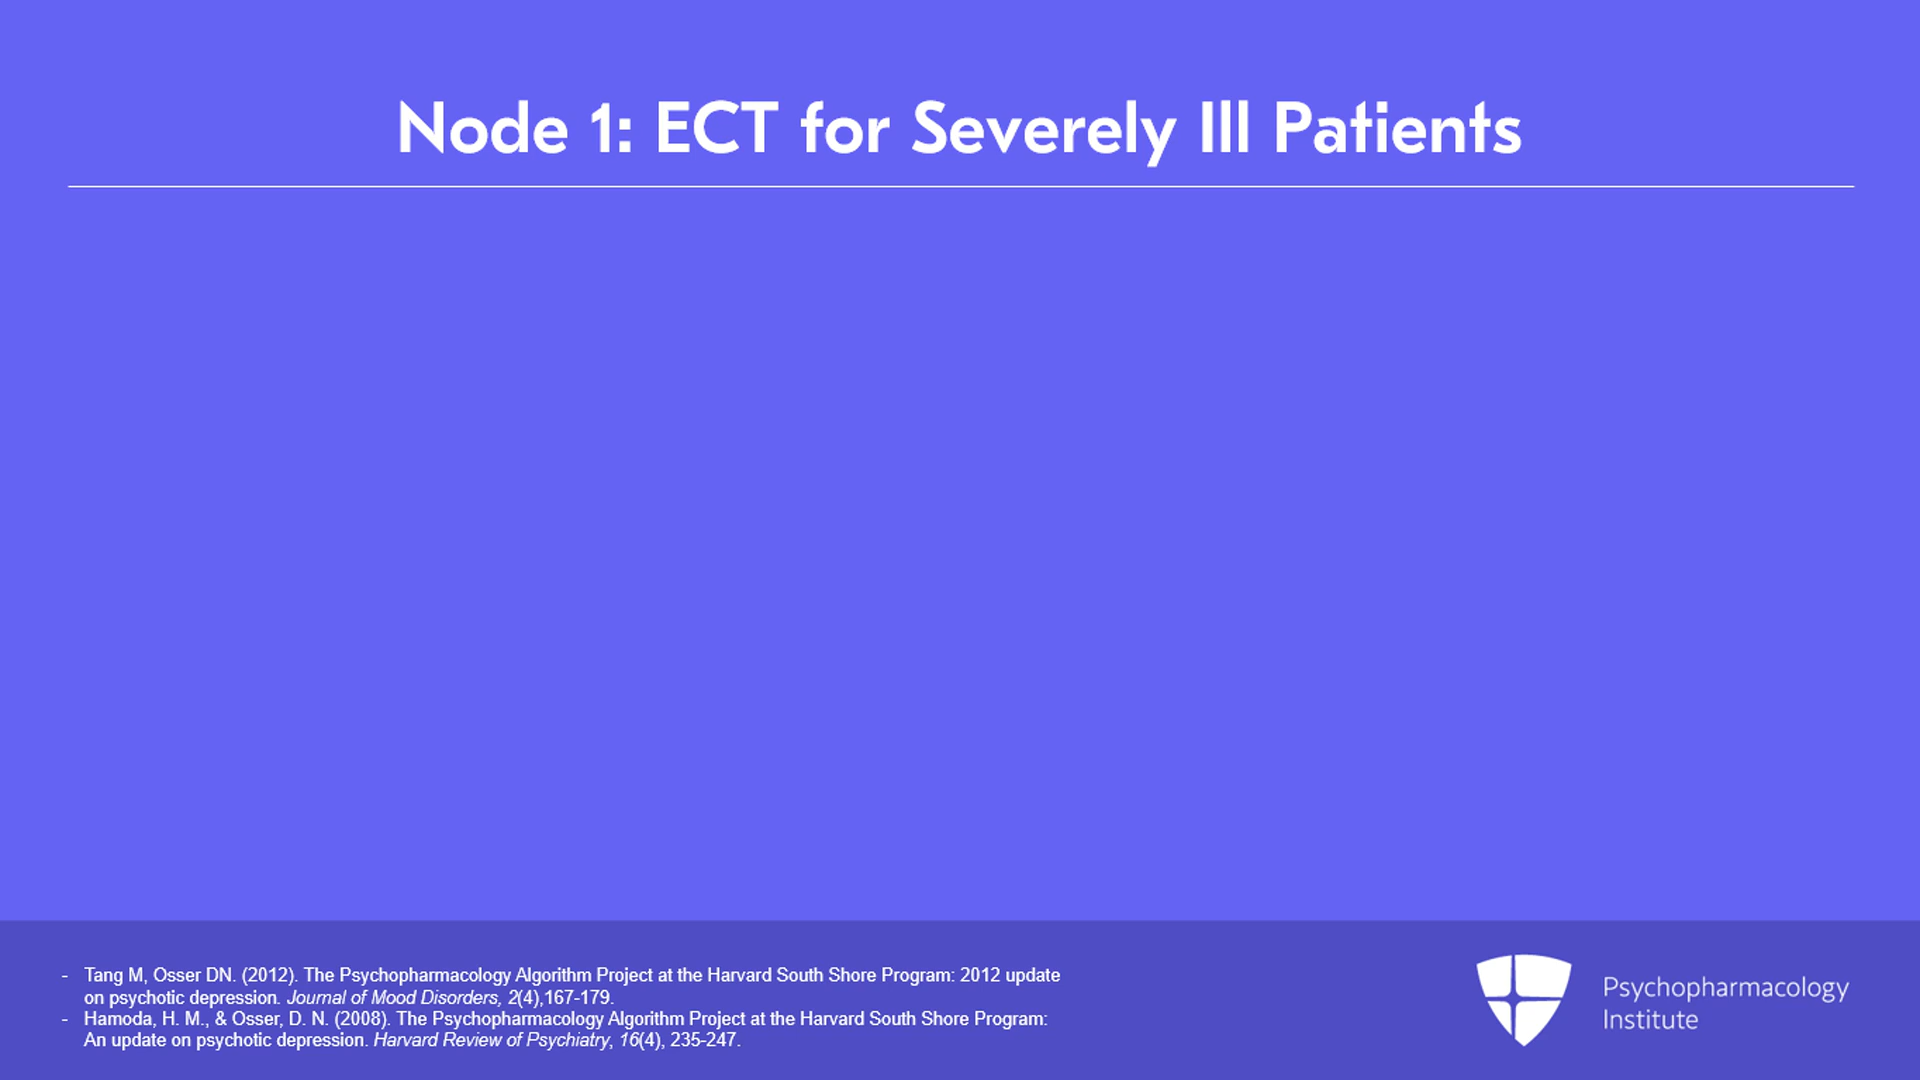 Node 1: ECT for Severely Ill Patients
- Tang M, Osser DN. (2012). The Psychopharmacology Algorithm Project at the Harvard South Shore Program: 2012 update
on psychotic depression. Journal of Mood Disorders, 2(4),167-179.
- Hamoda, H. M., & Osser, D. N. (2008). The Psychopharmacology Algorithm Project at the Harvard South Shore Program:
An update on psychotic depression. Harvard Review of Psychiatry, 16(4), 235-247.
Psychopharmacology
Institute